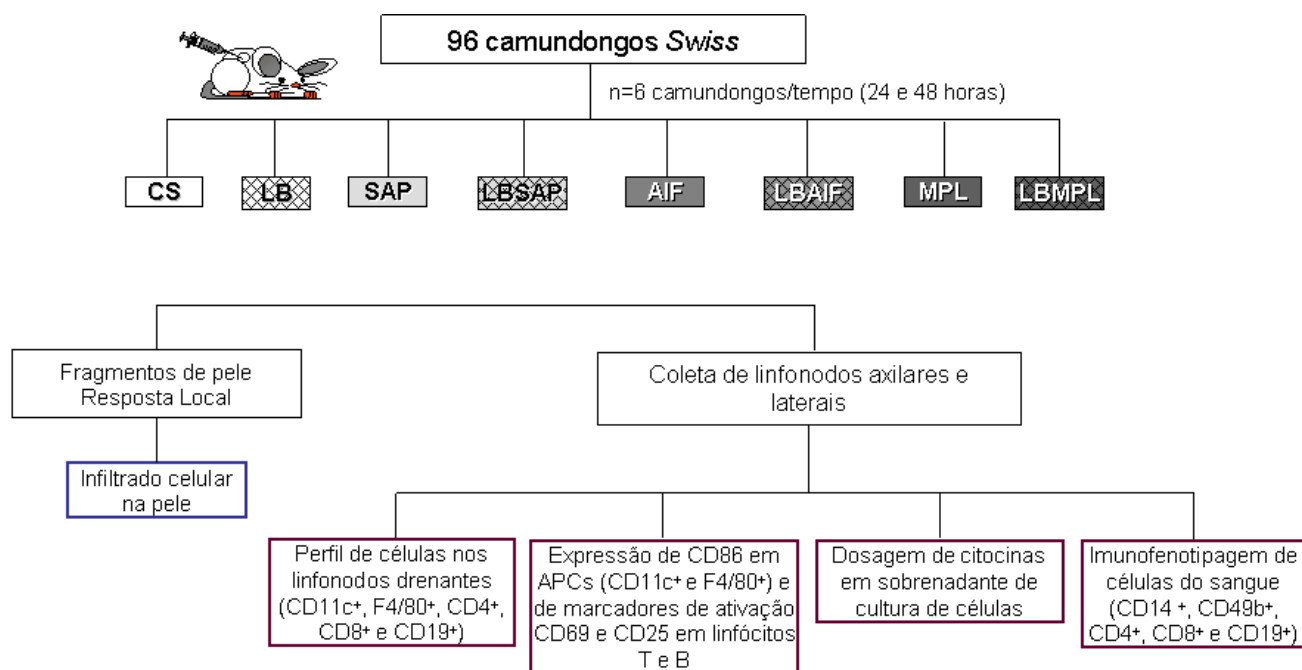 96 camundongos Swiss
n=6 camundongos/tempo (24 e 48 horas)
CS
LB
SAP
LBSAP
AIF
LBAIF
MPL
LBMPL
Fragmentos de pele
Resposta Local
Coleta de linfonodos axilares e
laterais
Infiltrado celular
na pele
Perfil de células nos
linfonodos drenantes
(CD11c⁺, F4/80⁺, CD4⁺,
CD8⁺ e CD19⁺)
Expressão de CD86 em
APCs (CD11c⁺ e F4/80⁺) e
de marcadores de ativação
CD69 e CD25 em linfócitos
T e B
Dosagem de citocinas
em sobrenadante de
cultura de células
Imunofenotipagem de
células do sangue
(CD14 ⁺, CD49b⁺,
CD4⁺, CD8⁺ e CD19⁺)